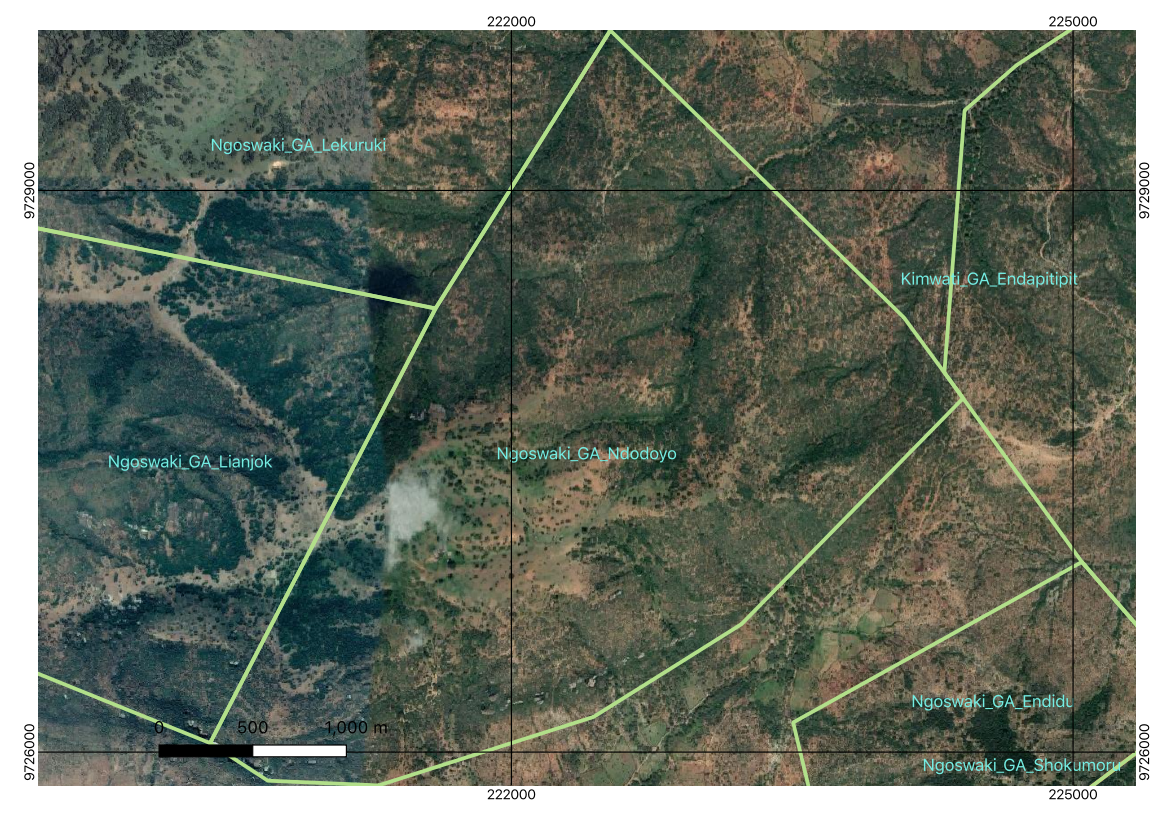 222000 225000
Ngoswaki_GA_Lekuruki
9729000 9729000
Kimwati_GA_Endapitipit
Ngoswaki_GA_Ndodoyo
Ngoswaki_GA_Lianjok
Ngoswaki_GA_Endidu
0 500 1,000 m
9726000 9726000
Ngoswaki_GA_Shokumoru
222000 225000